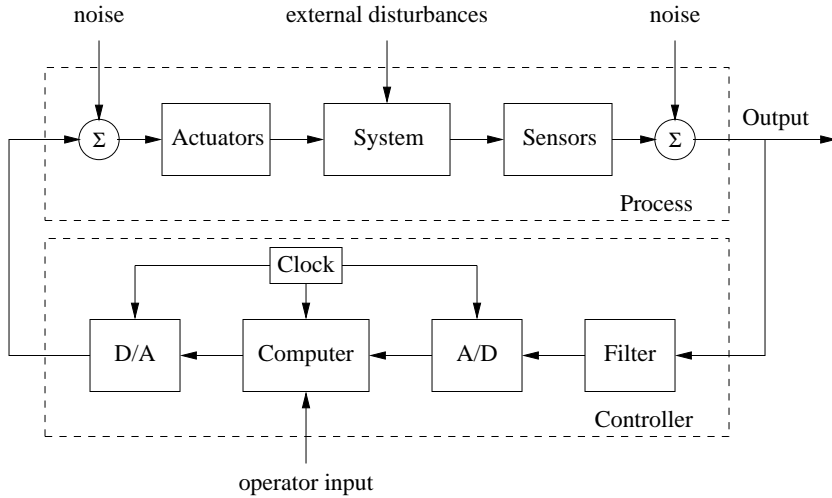 noise
external disturbances
noise
Σ
Actuators
System
Sensors
Σ
Output
Process
Clock
D/A
Computer
A/D
Filter
Controller
operator input